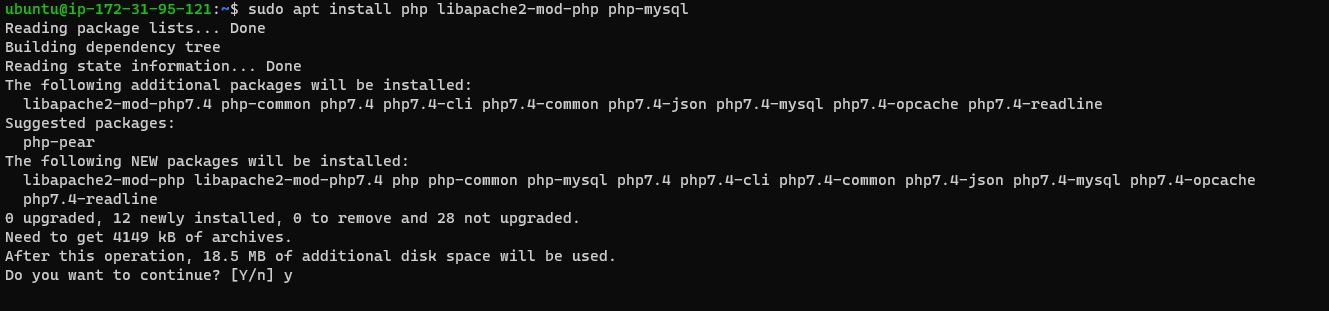 ubuntu@ip-172-31-95-121:~$ sudo apt install php libapache2-mod-php php-mysql
Reading package lists... Done
Building dependency tree
Reading state information... Done
The following additional packages will be installed:
  libapache2-mod-php7.4 php-common php7.4 php7.4-cli php7.4-common php7.4-json php7.4-mysql php7.4-opcache php7.4-readline
Suggested packages:
  php-pear
The following NEW packages will be installed:
  libapache2-mod-php libapache2-mod-php7.4 php php-common php-mysql php7.4 php7.4-cli php7.4-common php7.4-json php7.4-mysql php7.4-opcache
  php7.4-readline
0 upgraded, 12 newly installed, 0 to remove and 28 not upgraded.
Need to get 4149 kB of archives.
After this operation, 18.5 MB of additional disk space will be used.
Do you want to continue? [Y/n] y